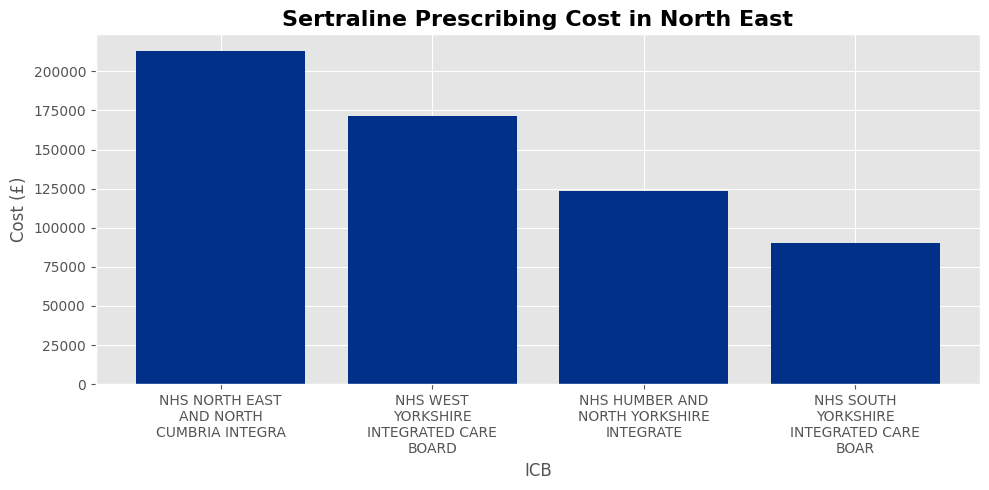 Sertraline Prescribing Cost in North East
Cost (£)
200000
175000
150000
125000
100000
75000
50000
25000
0
NHS NORTH EAST
AND NORTH
CUMBRIA INTEGRA
NHS WEST
YORKSHIRE
INTEGRATED CARE
BOARD
NHS HUMBER AND
NORTH YORKSHIRE
INTEGRATE
NHS SOUTH
YORKSHIRE
INTEGRATED CARE
BOAR
ICB